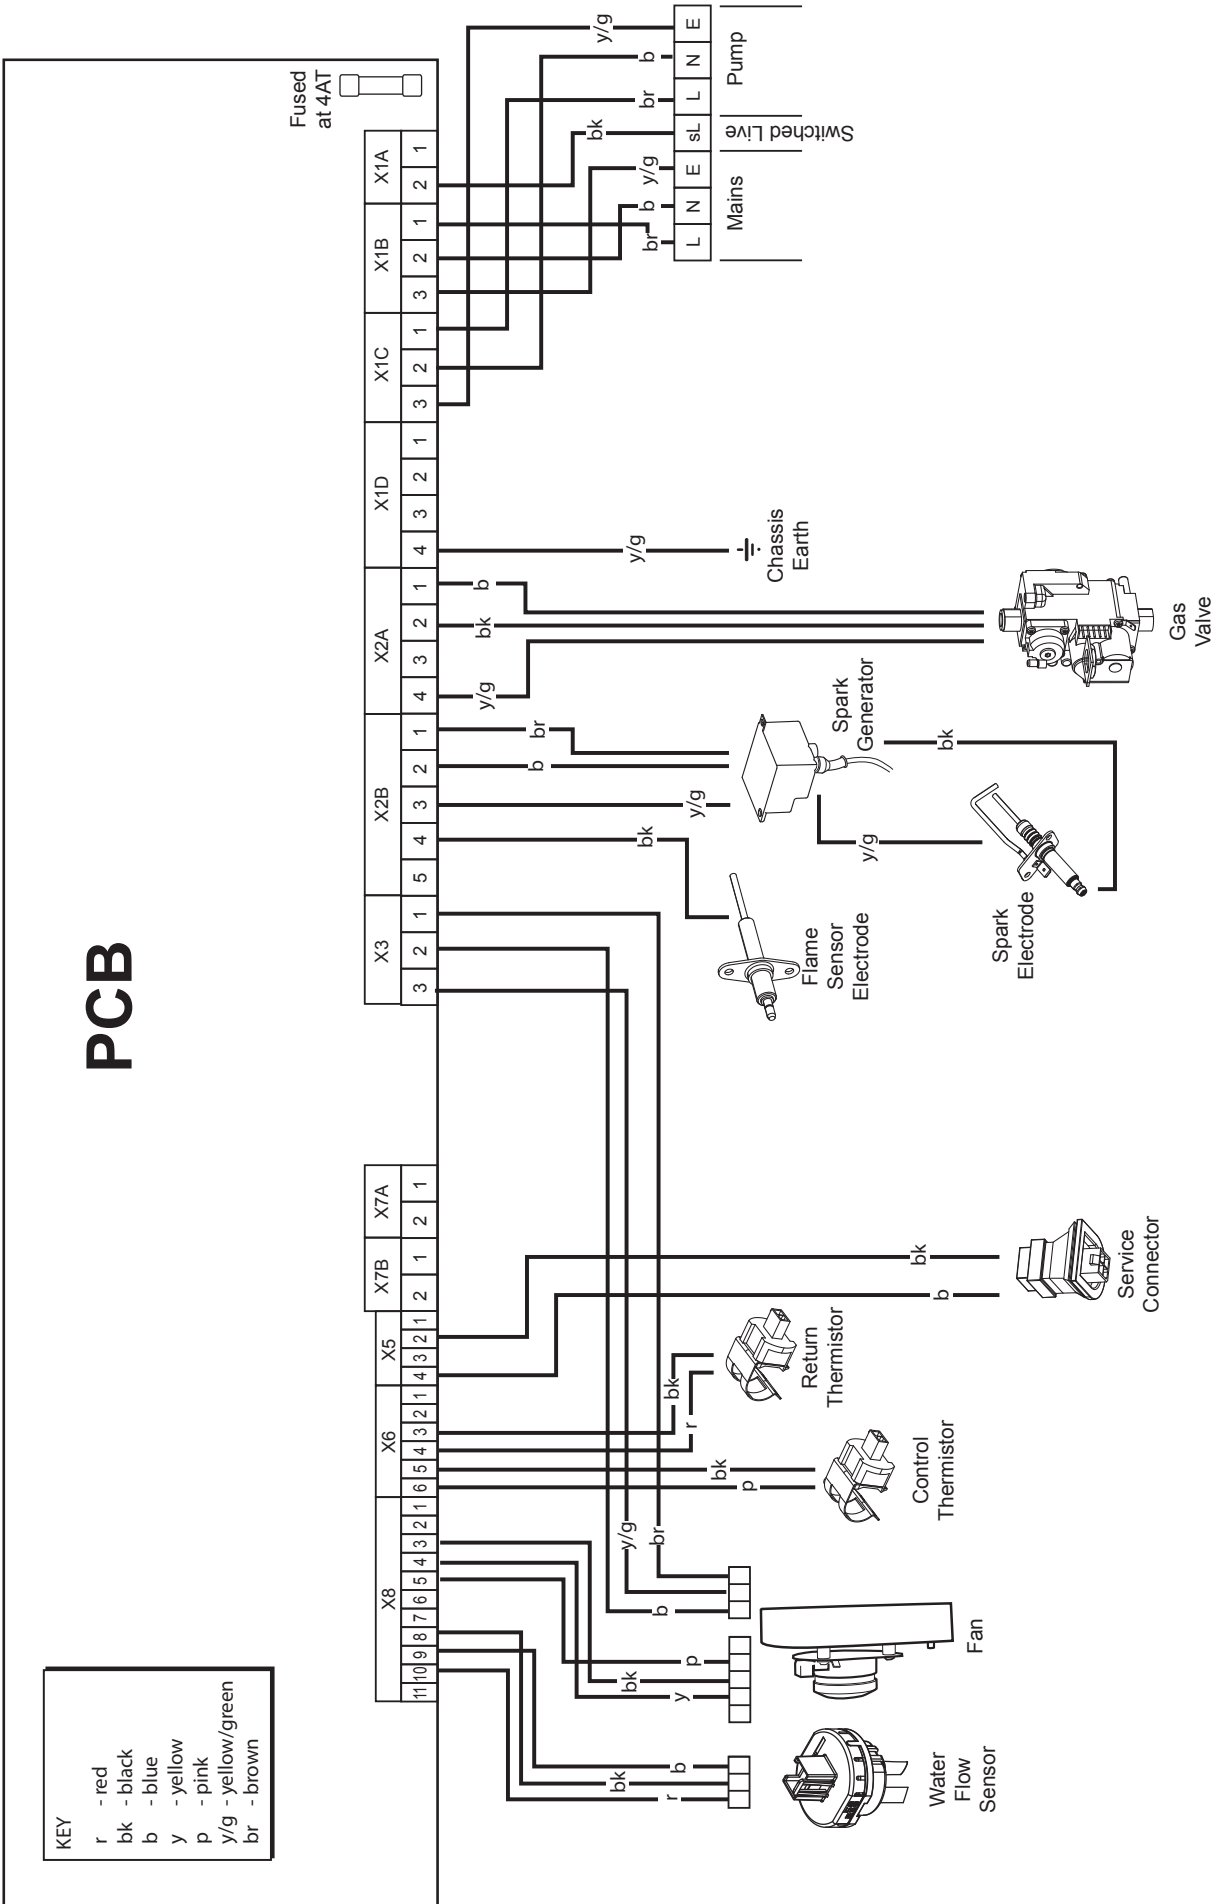 PCB
KEY
r - red
bk - black
b - blue
y - yellow
p - pink
y/g - yellow/green
br - brown
Fused
at 4AT
X8
X6
X5
X7B
X7A
X3
X2B
X2A
X1D
X1C
X1B
X1A
11 10 9 8 7 6 5 4 3 2 1
6 5 4 3 2 1
4 3 2 1
2 1
2 1
3 2 1
5 4 3 2 1
4 3 2 1
4 3 2 1
3 2 1
3 2 1
2 1
r
bk
b
y
bk
p
b
y/g
br
p
bk
r
bk
b
bk
bk
y/g
b
br
y/g
bk
y/g
bk
b
y/g
br
b
y/g
bk
br
b
y/g
L N E sL L N E
Mains
Switched Live
Pump
Water
Flow
Sensor
Fan
Control
Thermistor
Return
Thermistor
Service
Connector
Flame
Sensor
Electrode
Spark
Electrode
Spark
Generator
Gas
Valve
Chassis
Earth